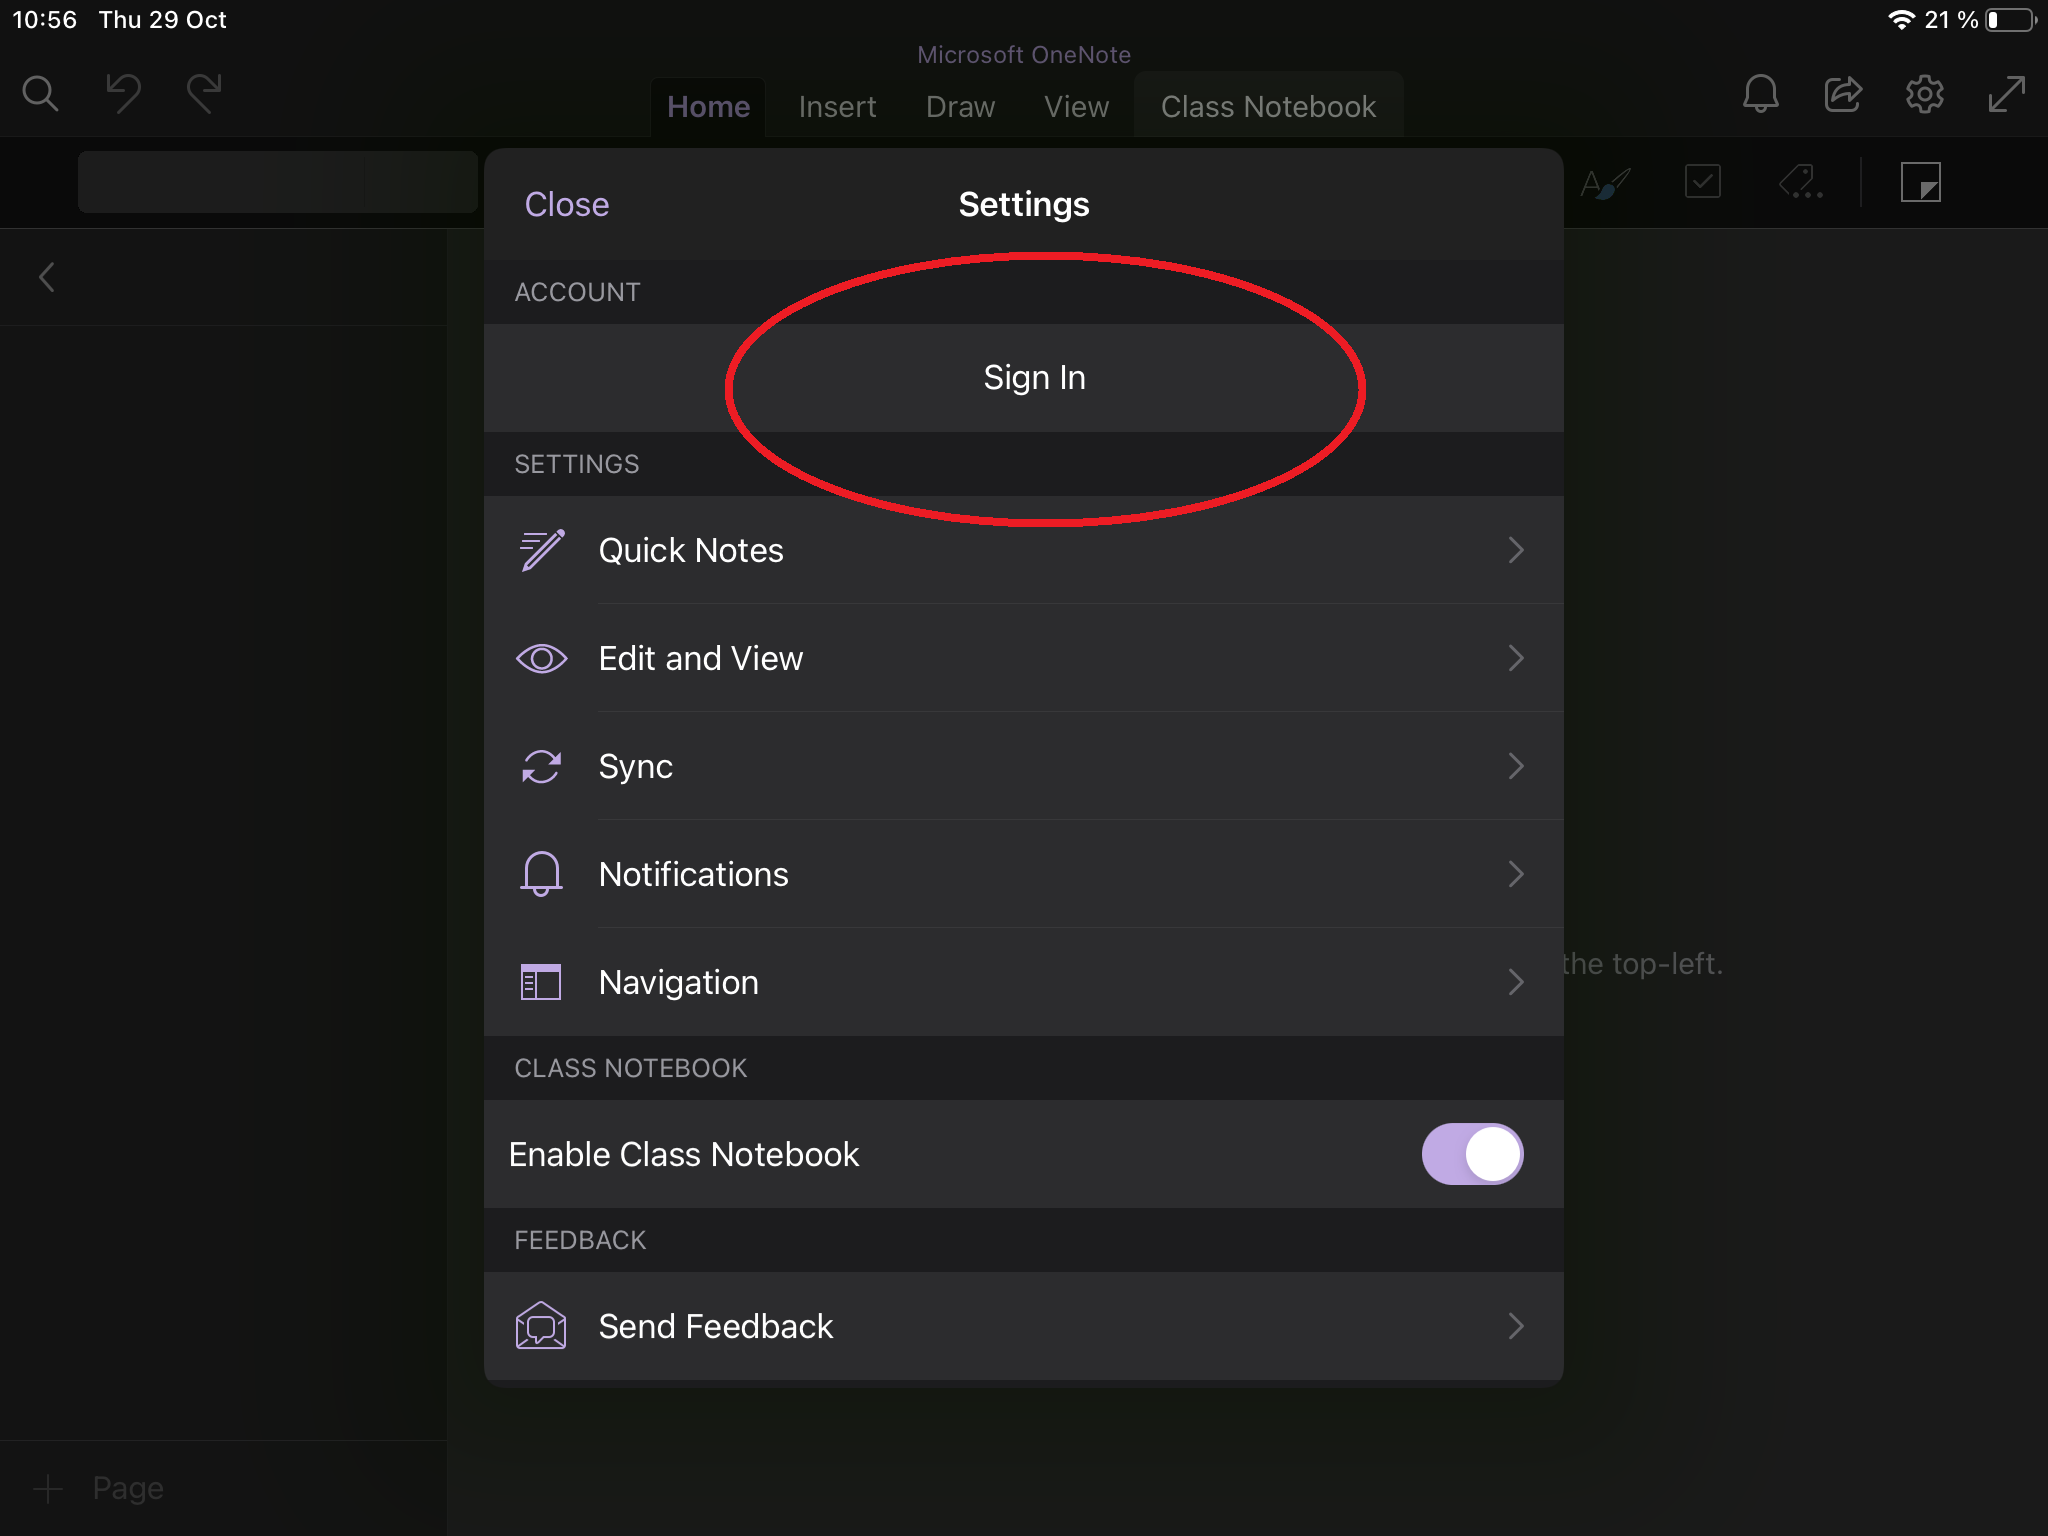 10:56 Thu 29 Oct 21 %
Microsoft OneNote
Home Insert Draw View Class Notebook
Close Settings
ACCOUNT
Sign In
SETTINGS
Quick Notes
Edit and View
Sync
Notifications
the top-left.
Navigation
CLASS NOTEBOOK
Enable Class Notebook
FEEDBACK
Send Feedback
Page